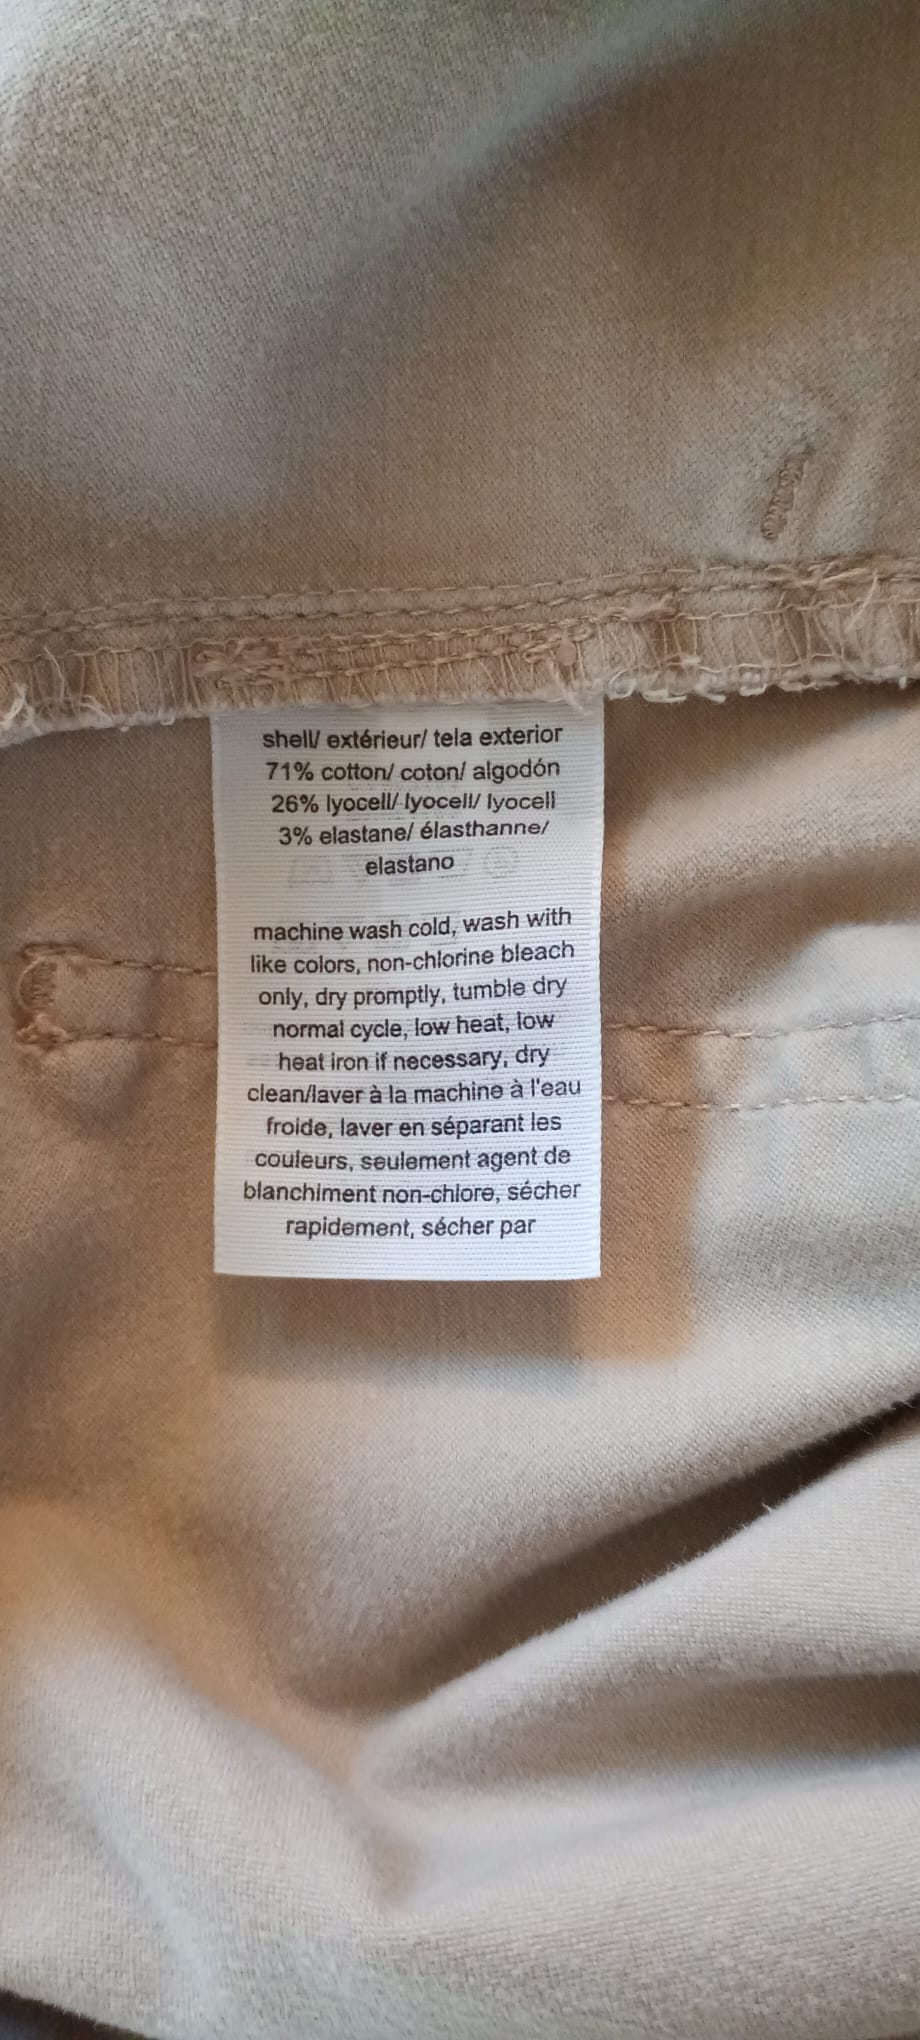 shell/ extérieur/ tela exterior
71% cotton/ coton/ algodón
26% lyocell/ lyocell/ lyocell
3% elastane/ élasthanne/
elastano
machine wash cold, wash with
like colors, non-chlorine bleach
only, dry promptly, tumble dry
normal cycle, low heat, low
heat iron if necessary, dry
clean/laver à la machine à l'eau
froide, laver en séparant les
couleurs, seulement agent de
blanchiment non-chlore, sécher
rapidement, sécher par